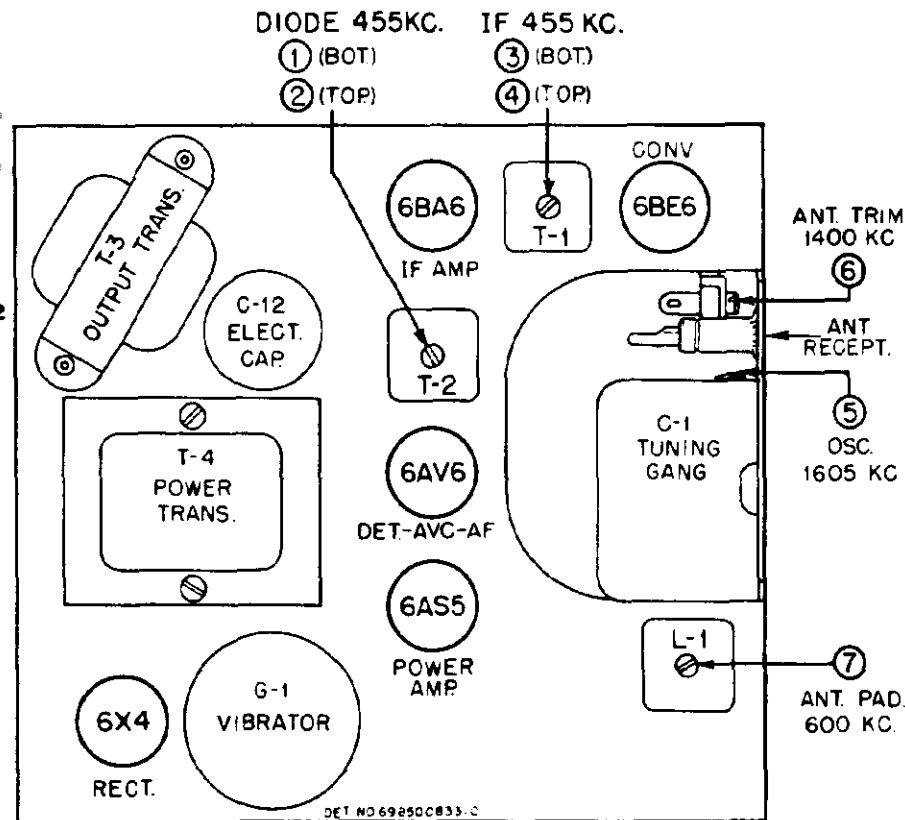 DIODE 455KC.
① (BOT.)
② (TOP)
IF 455 KC.
③ (BOT.)
④ (TOP)
T-3
OUTPUT TRANS.
C-12
ELECT.
CAP.
6BA6
IF AMP
T-1
CONV
6BE6
ANT. TRIM
1400 KC
⑥
ANT
RECEPT.
⑤
OSC.
1605 KC
T-2
C-1
TUNING
GANG
T-4
POWER
TRANS.
6AV6
DET.-AVC-AF
6AS5
POWER
AMP.
L-1
⑦
ANT. PAD.
600 KC.
6X4
RECT.
G-1
VIBRATOR